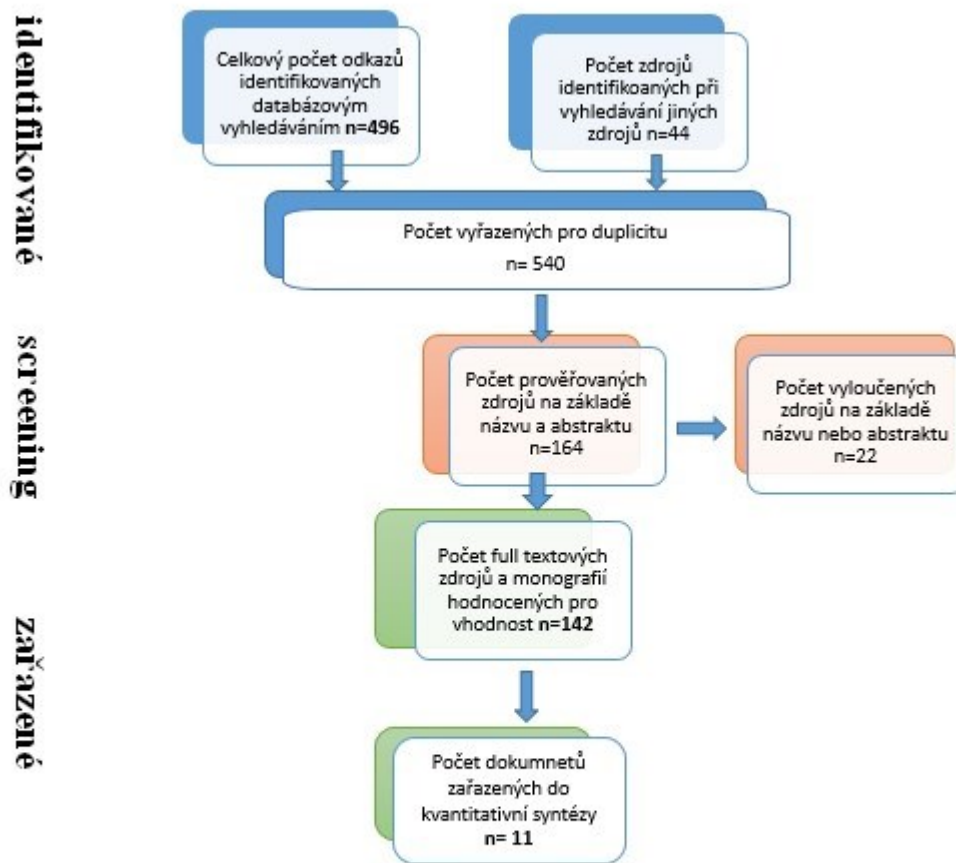 identifikované
Celkový počet odkazů
identifikovaných
databázovým
vyhledáváním n=496
Počet zdrojů
identifikoaných při
vyhledávání jiných
zdrojů n=44
Počet vyřazených pro duplicitu
n= 540
screening
Počet prověřovaných
zdrojů na základě
názvu a abstraktu
n=164
Počet vyloučených
zdrojů na základě
názvu nebo abstraktu
n=22
zařazené
Počet full textových
zdrojů a monografií
hodnocených pro
vhodnost n=142
Počet dokumnetů
zařazených do
kvantitativní syntézy
n= 11